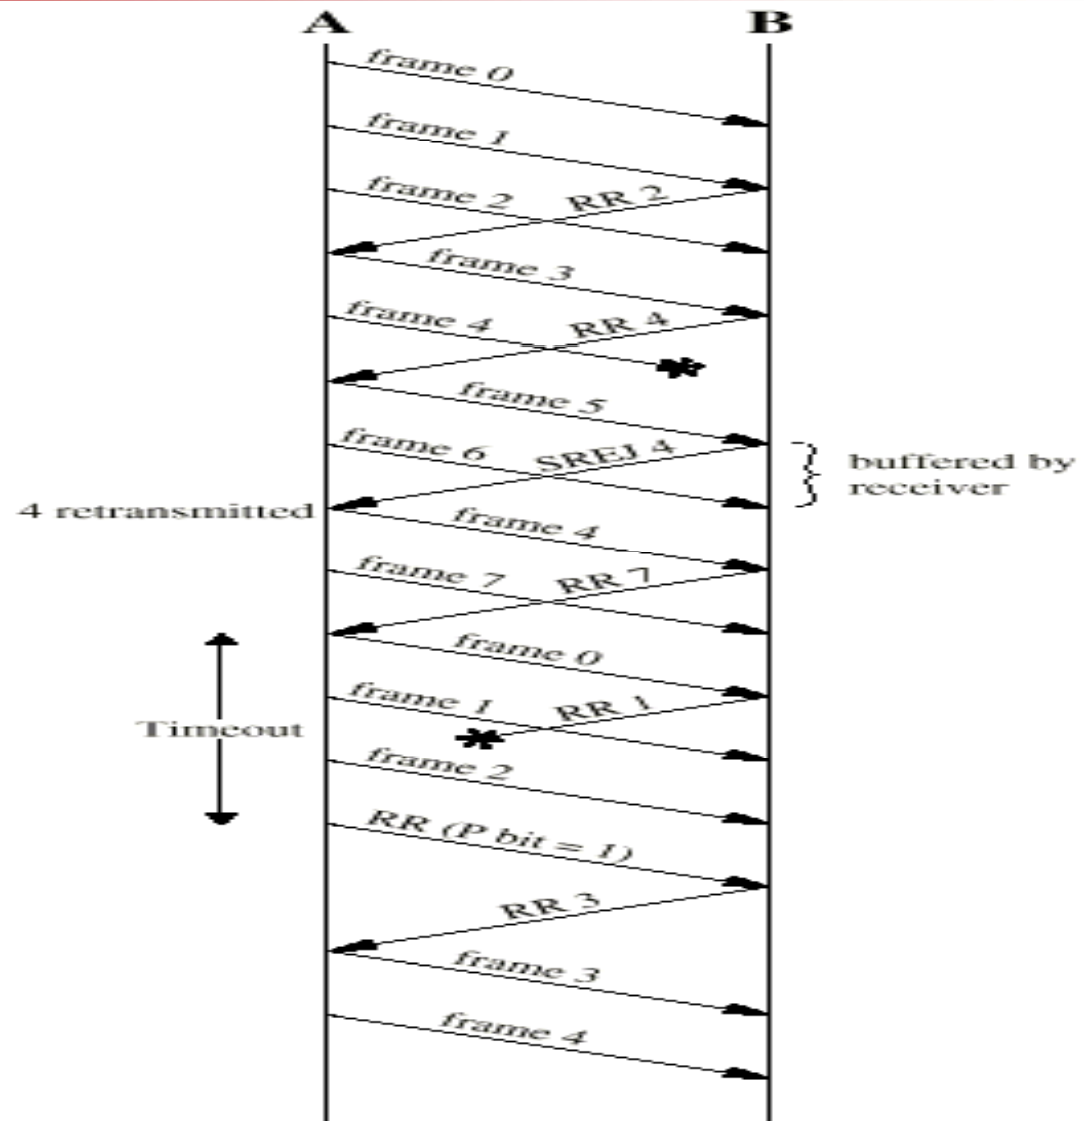 A B
frame 0
frame 1
frame 2 RR 2
frame 3
frame 4 RR 4
frame 5
frame 6 SREJ 4
buffered by
receiver
4 retransmitted
frame 4
frame 7 RR 7
frame 0
frame 1 RR 1
Timeout
frame 2
RR (P bit = 1)
RR 3
frame 3
frame 4